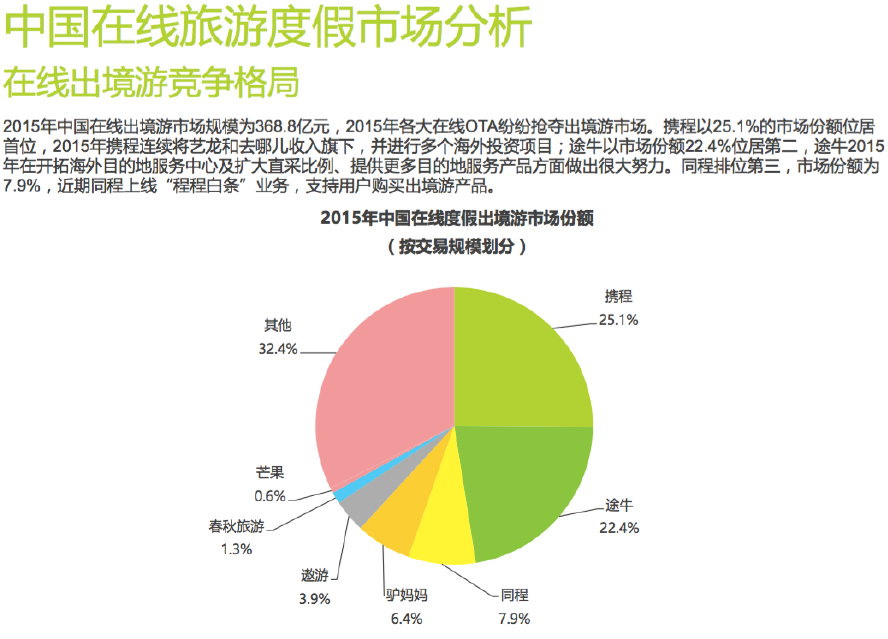 中国在线旅游度假市场分析
在线出境游竞争格局
2015年中国在线出境游市场规模为368.8亿元，2015年各大在线OTA纷纷抢夺出境游市场。携程以25.1%的市场份额位居
首位，2015年携程连续将艺龙和去哪儿收入旗下，并进行多个海外投资项目；途牛以市场份额22.4%位居第二，途牛2015
年在开拓海外目的地服务中心及扩大直采比例、提供更多目的地服务产品方面做出很大努力。同程排位第三，市场份额为
7.9%，近期同程上线“程程白条”业务，支持用户购买出境游产品。
2015年中国在线度假出境游市场份额
（按交易规模划分）
携程
25.1%
其他
32.4%
芒果
0.6%
途牛
22.4%
春秋旅游
1.3%
遨游
3.9%
驴妈妈
6.4%
同程
7.9%